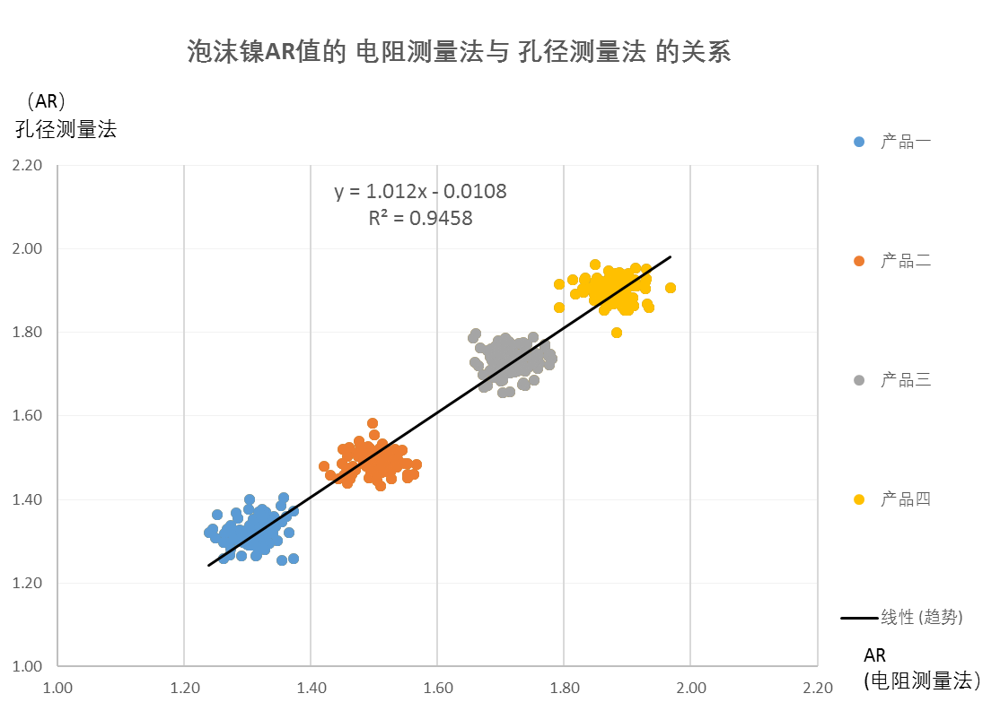 泡沫镍AR值的 电阻测量法与 孔径测量法 的关系
（AR）
孔径测量法
产品一
2.20
y = 1.012x - 0.0108
R² = 0.9458
2.00
产品二
1.80
产品三
1.60
1.40
产品四
1.20
线性 (趋势)
1.00
AR
(电阻测量法）
1.00 1.20 1.40 1.60 1.80 2.00 2.20